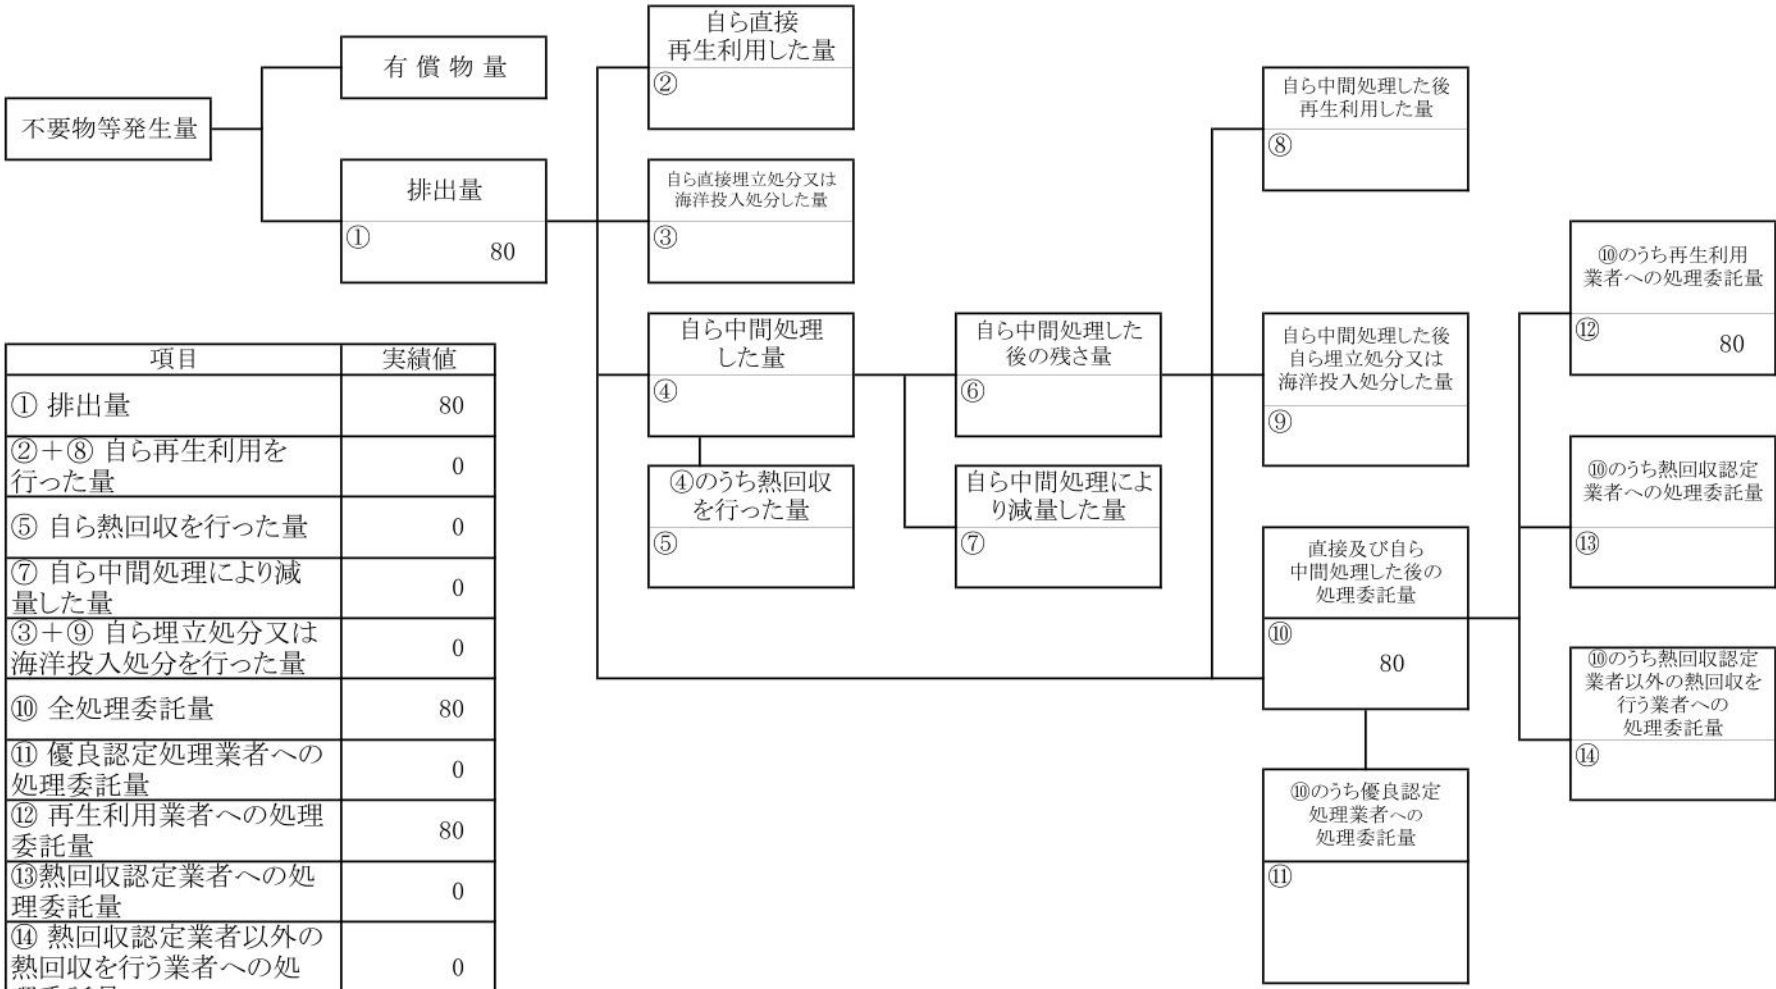 不要物等発生量
有償物量
排出量
①
80
自ら直接
再生利用した量
②
自ら直接埋立処分又は
海洋投入処分した量
③
自ら中間処理
した量
④
④のうち熱回収
を行った量
⑤
自ら中間処理した
後の残さ量
⑥
自ら中間処理によ
り減量した量
⑦
自ら中間処理した後
再生利用した量
⑧
自ら中間処理した後
自ら埋立処分又は
海洋投入処分した量
⑨
直接及び自ら
中間処理した後の
処理委託量
⑩
80
⑩のうち優良認定
処理業者への
処理委託量
⑪
⑩のうち再生利用
業者への処理委託量
⑫
80
⑩のうち熱回収認定
業者への処理委託量
⑬
⑩のうち熱回収認定
業者以外の熱回収を
行う業者への
処理委託量
⑭
項目 実績値
① 排出量 80
②+⑧ 自ら再生利用を
行った量 0
⑤ 自ら熱回収を行った量 0
⑦ 自ら中間処理により減
量した量 0
③+⑨ 自ら埋立処分又は
海洋投入処分を行った量 0
⑩ 全処理委託量 80
⑪ 優良認定処理業者への
処理委託量 0
⑫ 再生利用業者への処理
委託量 80
⑬熱回収認定業者への処
理委託量 0
⑭ 熱回収認定業者以外の
熱回収を行う業者への処 0